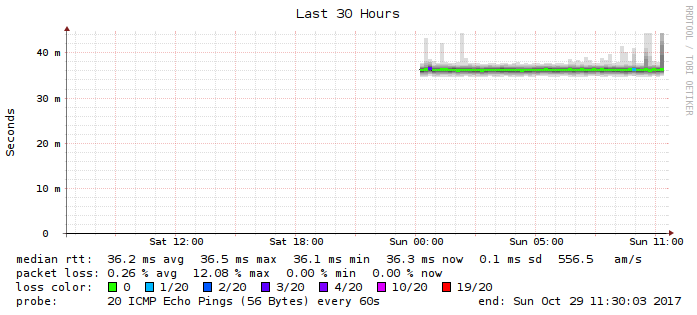 Last 30 Hours
RRDTOOL / TOBI OETIKER
Seconds
40 m
30 m
20 m
10 m
0
Sat 12:00 Sat 18:00 Sun 00:00 Sun 05:00 Sun 11:00
median rtt: 36.2 ms avg 36.5 ms max 36.1 ms min 36.3 ms now 0.1 ms sd 556.5 am/s
packet loss: 0.26 % avg 12.08 % max 0.00 % min 0.00 % now
loss color: 0 1/20 2/20 3/20 4/20 10/20 19/20
probe: 20 ICMP Echo Pings (56 Bytes) every 60s end: Sun Oct 29 11:30:03 2017